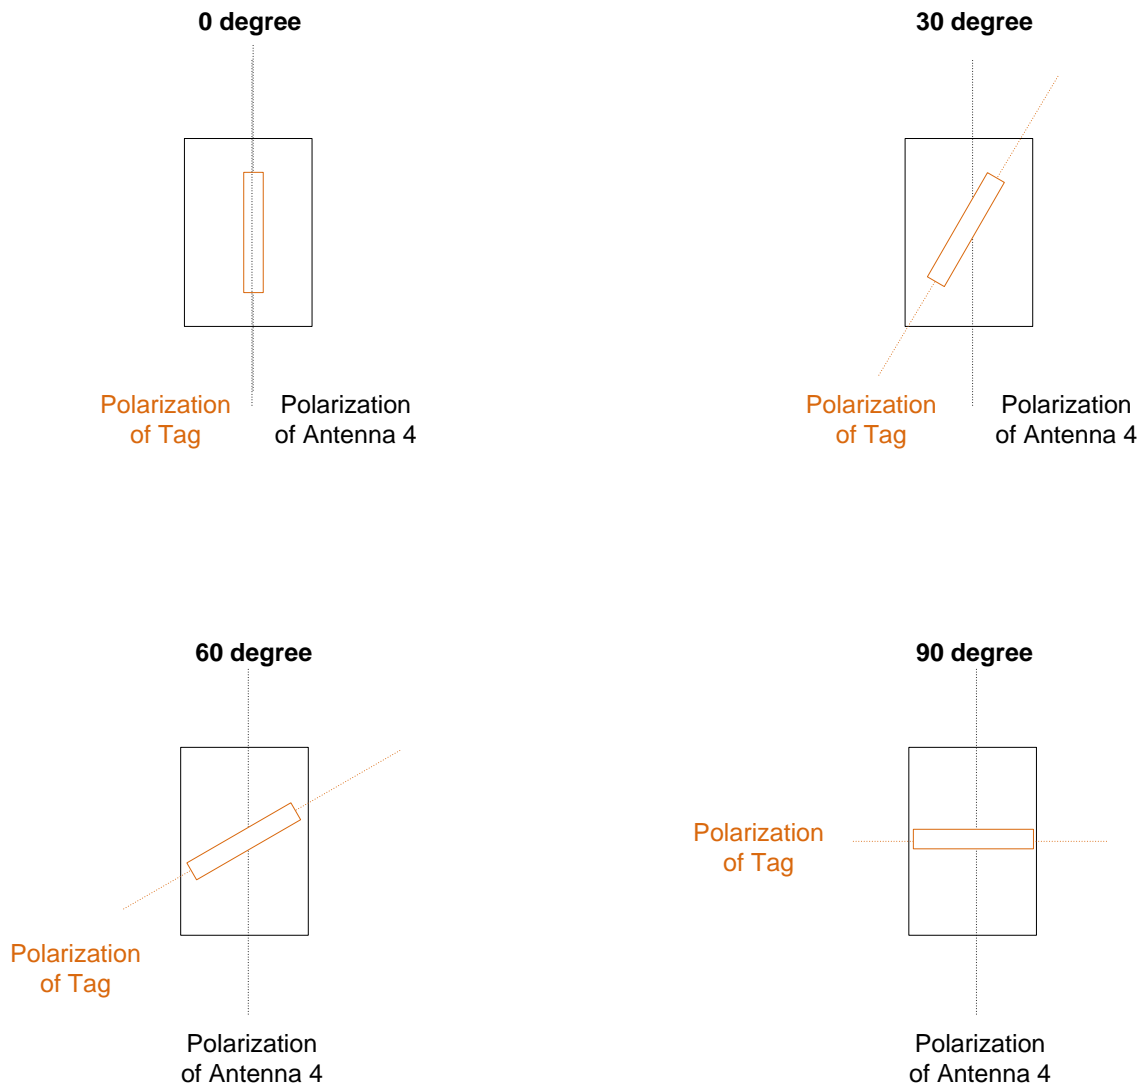 0 degree
Polarization
of Tag
Polarization
of Antenna 4
30 degree
Polarization
of Tag
Polarization
of Antenna 4
60 degree
Polarization
of Tag
Polarization
of Antenna 4
90 degree
Polarization
of Tag
Polarization
of Antenna 4